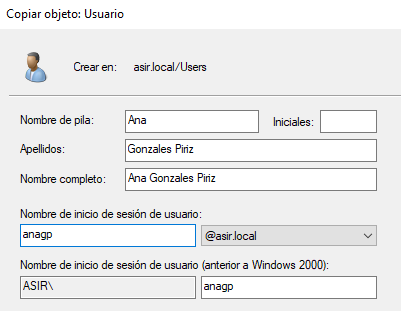 Copiar objeto: Usuario
Crear en: asir.local/Users
Nombre de pila: Ana Iniciales:
Apellidos: Gonzales Piriz
Nombre completo: Ana Gonzales Piriz
Nombre de inicio de sesión de usuario:
anagp @asir.local
Nombre de inicio de sesión de usuario (anterior a Windows 2000):
ASIR\ anagp